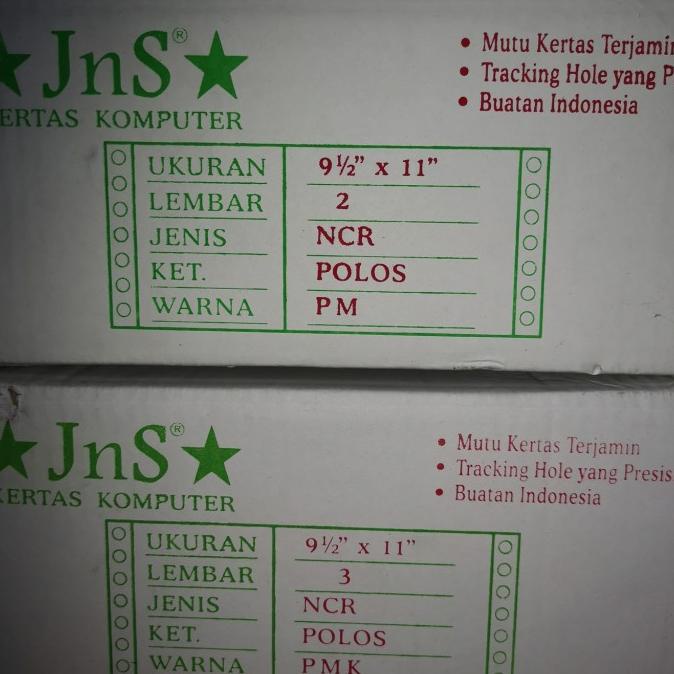 JnS®
ERTAS KOMPUTER
• Mutu Kertas Terjamin
• Tracking Hole yang P
• Buatan Indonesia
UKURAN 9½” x 11”
LEMBAR 2
JENIS NCR
KET. POLOS
WARNA PM
JnS®
KERTAS KOMPUTER
• Mutu Kertas Terjamin
• Tracking Hole yang Presis
• Buatan Indonesia
UKURAN 9½” x 11”
LEMBAR 3
JENIS NCR
KET. POLOS
WARNA PMK